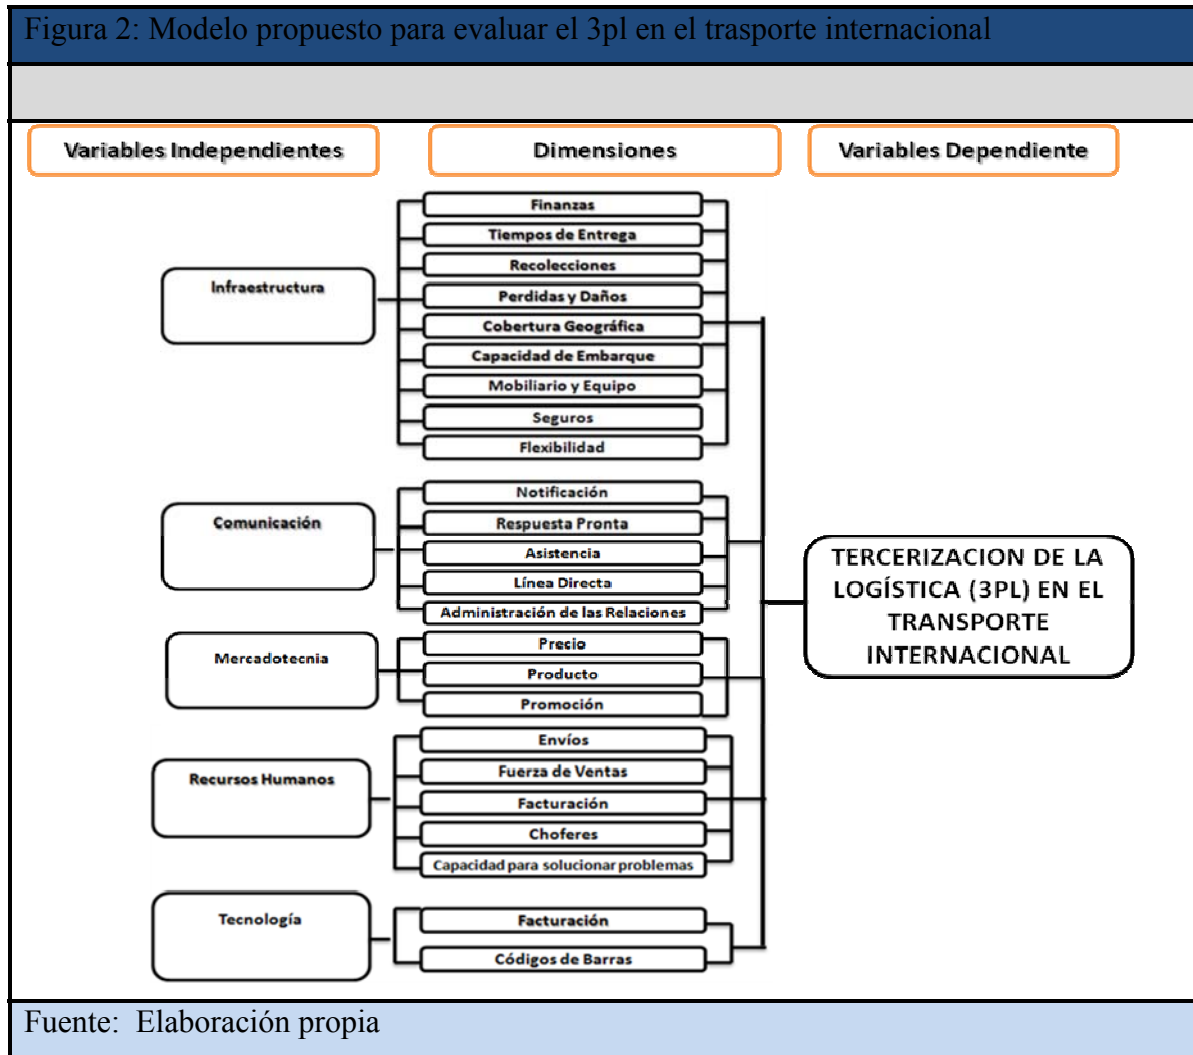 Figura 2: Modelo propuesto para evaluar el 3pl en el trasporte internacional
Variables Independientes
Dimensiones
Variables Dependiente
Infraestructura
Finanzas
Tiempos de Entrega
Recolecciones
Perdidas y Daños
Cobertura Geográfica
Capacidad de Embarque
Mobiliario y Equipo
Seguros
Flexibilidad
Comunicación
Notificación
Respuesta Pronta
Asistencia
Línea Directa
Administración de las Relaciones
Mercadotecnia
Precio
Producto
Promoción
Recursos Humanos
Envíos
Fuerza de Ventas
Facturación
Choferes
Capacidad para solucionar problemas
Tecnología
Facturación
Códigos de Barras
TERCERIZACION DE LA
LOGÍSTICA (3PL) EN EL
TRANSPORTE
INTERNACIONAL
Fuente: Elaboración propia